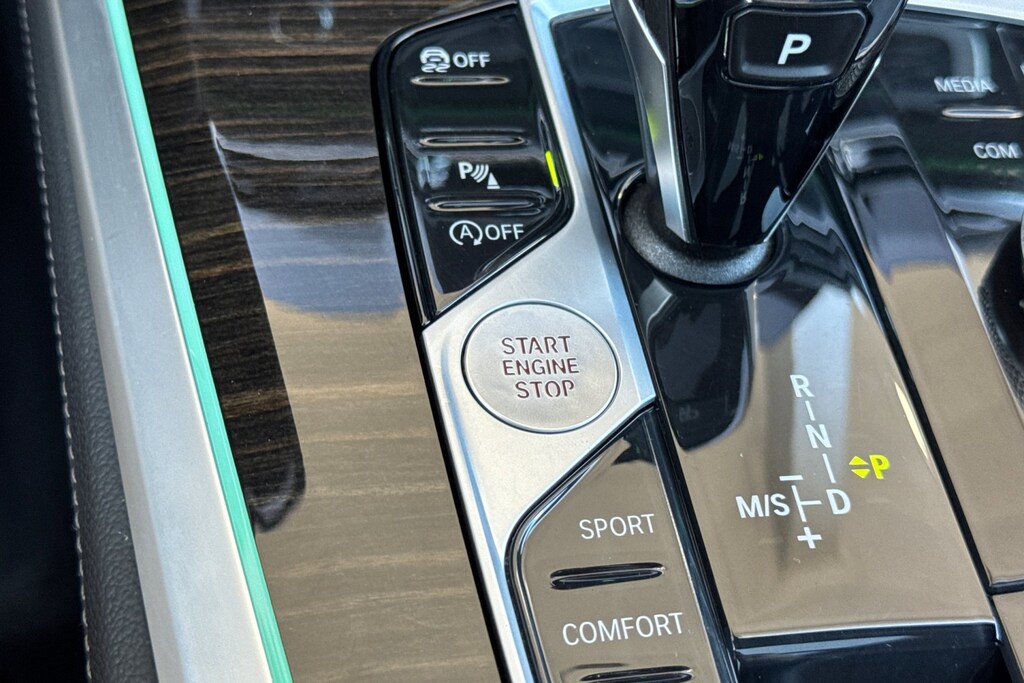 OFF
P
A OFF
START
ENGINE
STOP
SPORT
COMFORT
P
MEDIA
COM
R
N
P
M/S
D
+